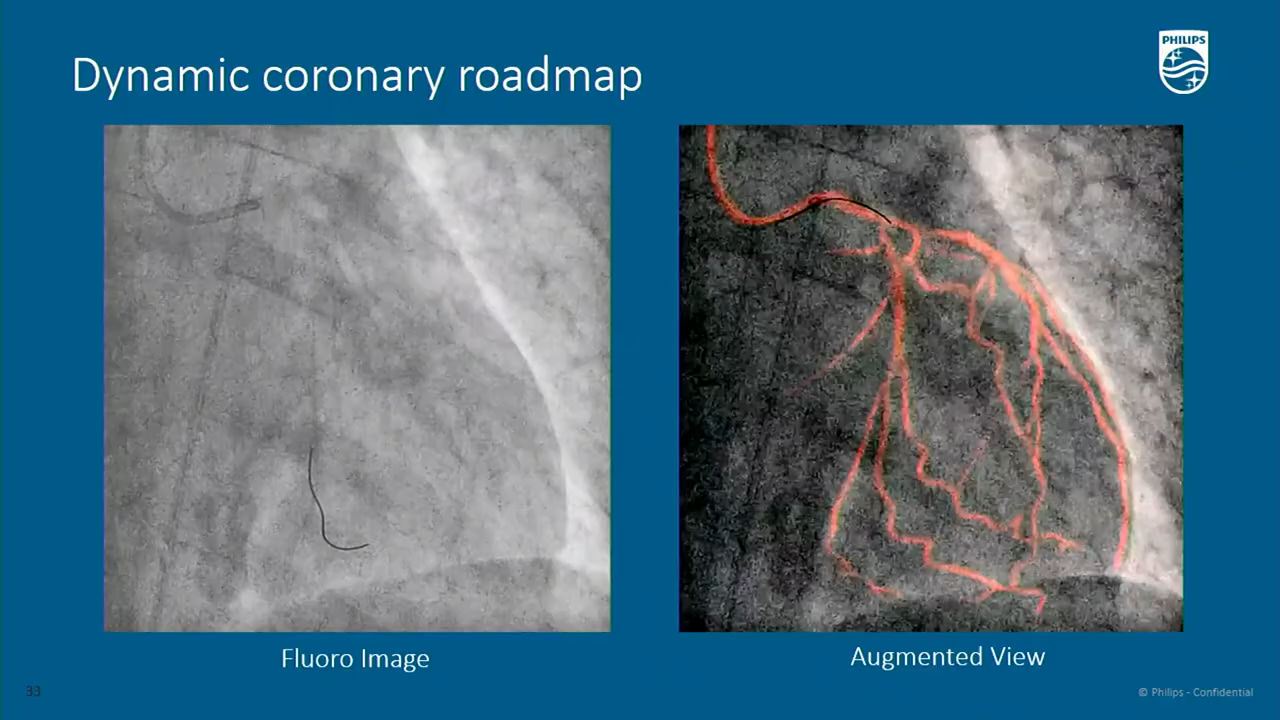 Dynamic coronary roadmap
PHILIPS
Fluoro Image
Augmented View
33
© Philips - Confidential